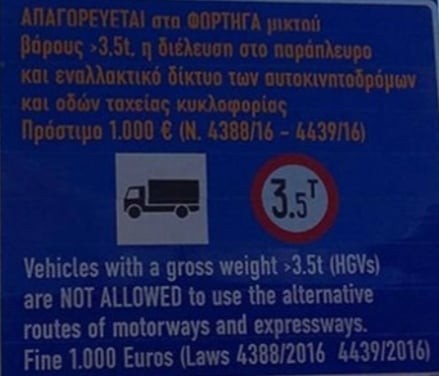 ΑΠΑΓΟΡΕΥΕΤΑΙ στα ΦΟΡΤΗΓΑ μικτού
βάρους >3.5t, η διέλευση στο παράπλευρο
και εναλλακτικό δίκτυο των αυτοκινητοδρόμων
και οδών ταχείας κυκλοφορίας
Πρόστιμο 1.000 € (Ν. 4388/16 - 4439/16)
3.5T
Vehicles with a gross weight >3.5t (HGVs)
are NOT ALLOWED to use the alternative
routes of motorways and expressways.
Fine 1.000 Euros (Laws 4388/2016 4439/2016)